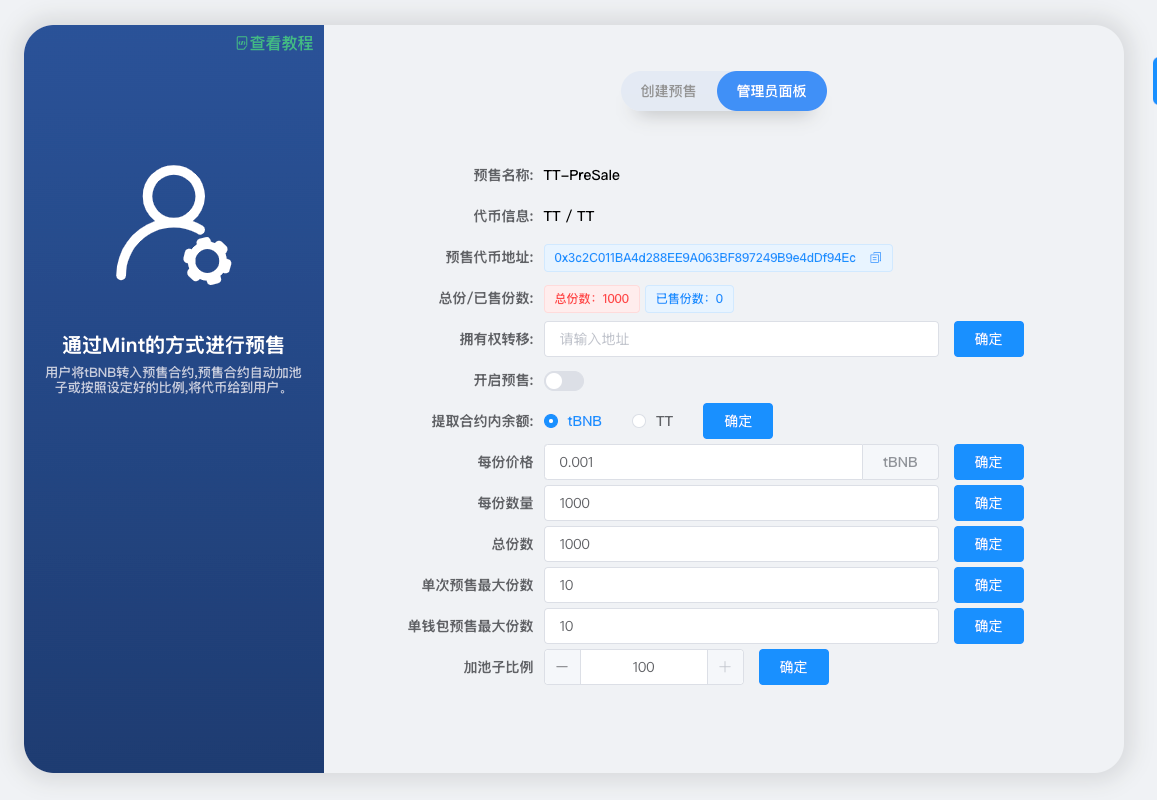 查看教程
通过Mint的方式进行预售
用户将tBNB转入预售合约,预售合约自动加池
子或按照设定好的比例,将代币给到用户。
创建预售 管理员面板
预售名称: TT-PreSale
代币信息: TT / TT
预售代币地址: 0x3c2C011BA4d288EE9A063BF897249B9e4dDf94Ec
总份/已售份数: 总份数：1000 已售份数：0
拥有权转移: 请输入地址 确定
开启预售:
提取合约内余额: tBNB TT 确定
每份价格 0.001 tBNB 确定
每份数量 1000 确定
总份数 1000 确定
单次预售最大份数 10 确定
单钱包预售最大份数 10 确定
加池子比例 — 100 + 确定